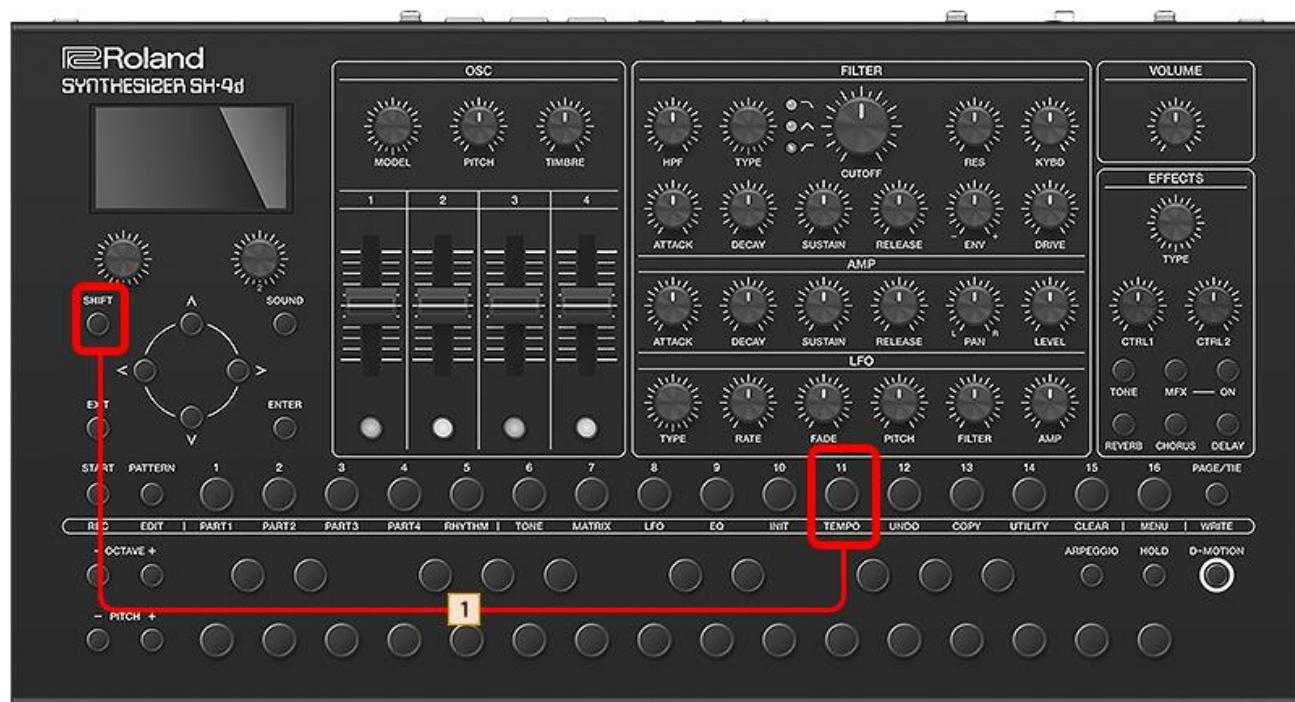 Roland
SYNTHESIZER SH-4d
OSC
MODEL PITCH TIMBRE
1 2 3 4
FILTER
HPF TYPE CUTOFF RES KYBD
ATTACK DECAY SUSTAIN RELEASE - ENV + DRIVE
AMP
ATTACK DECAY SUSTAIN RELEASE L PAN R LEVEL
LFO
TYPE RATE FADE PITCH FILTER AMP
VOLUME
EFFECTS
TYPE
CTRL1 CTRL2
TONE MFX ON
REVERB CHORUS DELAY
2
SHIFT SOUND
EXIT ENTER
START PATTERN 1 2 3 4 5 6 7 8 9 10 11 12 13 14 15 16 PAGE/TIE
REC EDIT | PART1 PART2 PART3 PART4 RHYTHM | TONE MATRIX LFO EQ INIT TEMPO UNDO COPY UTILITY CLEAR | MENU | WRITE
- OCTAVE + ARPEGGIO HOLD D-MOTION
1
- PITCH +